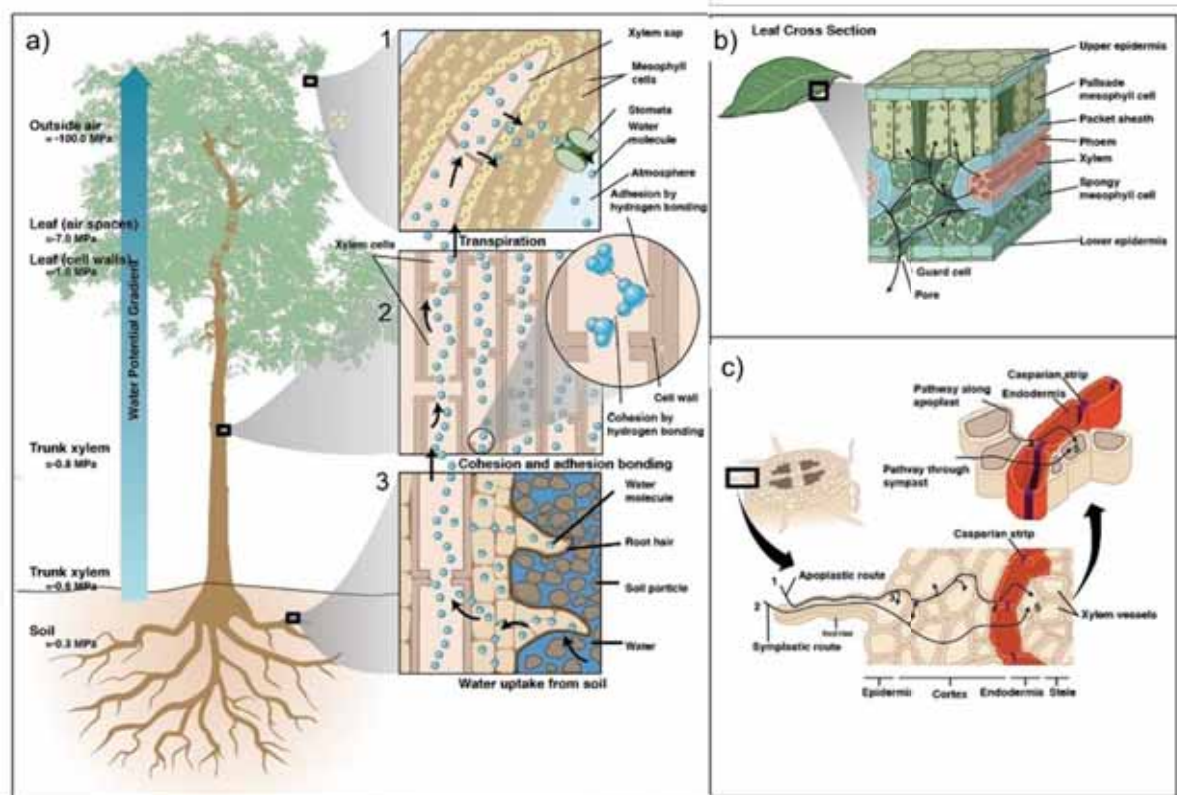 a)
Outside air
≈ -100.0 MPa
Leaf (air spaces)
≈-7.0 MPa
Leaf (cell walls)
≈-1.0 MPa
Water Potential Gradient
Trunk xylem
≈-0.8 MPa
Trunk xylem
≈-0.6 MPa
Soil
≈-0.3 MPa
1
Xylem sap
Mesophyll
cells
Stomata
Water
molecule
Atmosphere
Adhesion by
hydrogen bonding
Transpiration
Xylem cells
2
Cell wall
Cohesion by
hydrogen bonding
Cohesion and adhesion bonding
3
Water
molecule
Root hair
Soil particle
Water
Water uptake from soil
b)
Leaf Cross Section
Upper epidermis
Palisade
mesophyll cell
Packet sheath
Phoem
Xylem
Spongy
mesophyll cell
Lower epidermis
Guard cell
Pore
c)
Casparian strip
Endodermis
Pathway along
apoplast
Pathvay through
sympast
Casparian strip
1
Apoplastic route
2
Symplastic route
Xylem vessels
Epidermis
Cortex
Endodermis
Stele